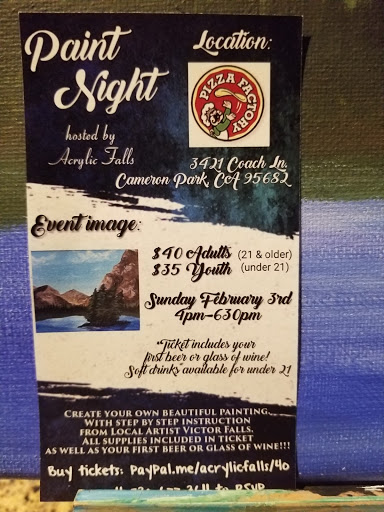 Paint
Night
hosted by
Acrylic Falls
Location:
PIZZA FACTORY
3421 Coach Ln,
Cameron Park, CA 95682
Event image:
$40 Adults (21 & older)
$35 Youth (under 21)
Sunday February 3rd
4pm-630pm
*Ticket includes your
first beer or glass of wine!
Soft drinks available for under 21
CREATE YOUR OWN BEAUTIFUL PAINTING...
WITH STEP BY STEP INSTRUCTION
FROM LOCAL ARTIST VICTOR FALLS.
ALL SUPPLIES INCLUDED IN TICKET
AS WELL AS YOUR FIRST BEER OR GLASS OF WINE!!!
Buy tickets: PayPal.me/acrylicfalls/40
to RSVP